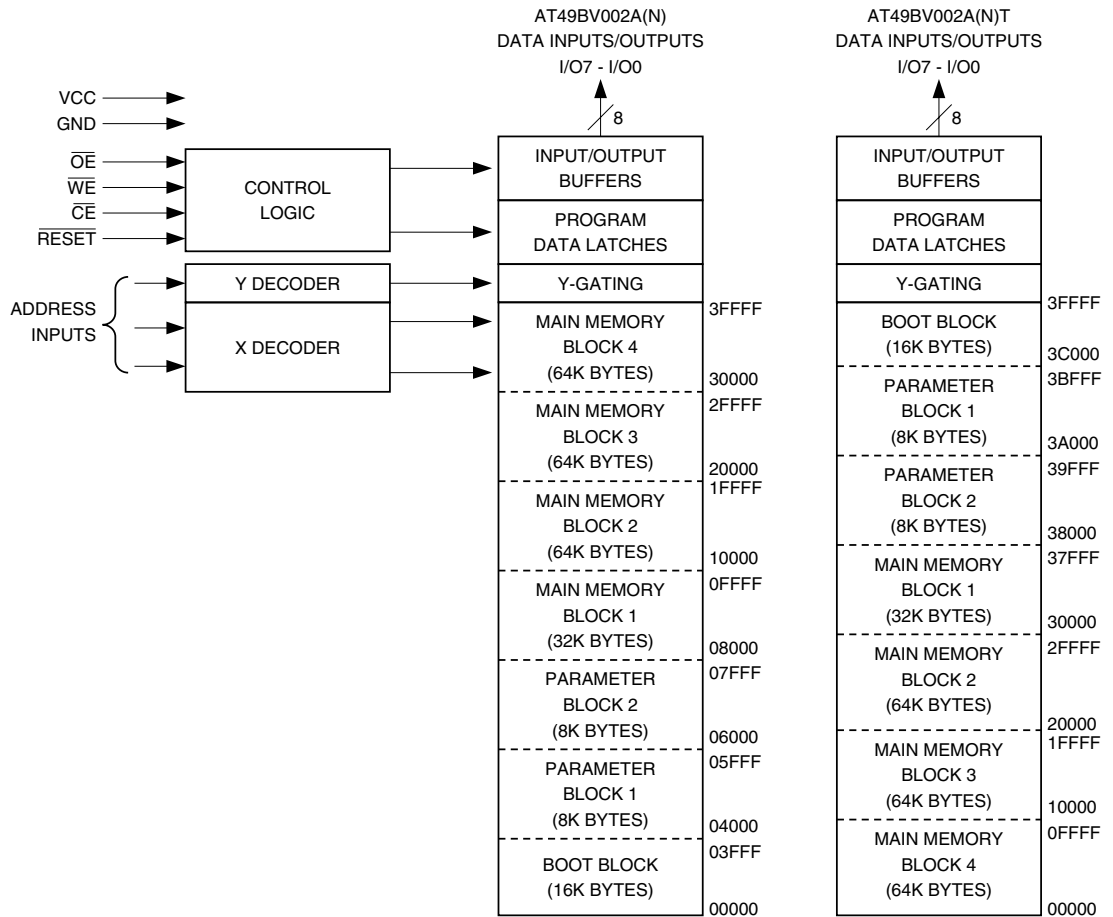 AT49BV002A(N)
DATA INPUTS/OUTPUTS
I/O7 - I/O0
8
AT49BV002A(N)T
DATA INPUTS/OUTPUTS
I/O7 - I/O0
8
VCC
GND
OE
WE
CE
RESET
CONTROL
LOGIC
ADDRESS
INPUTS
Y DECODER
X DECODER
INPUT/OUTPUT
BUFFERS
PROGRAM
DATA LATCHES
Y-GATING
MAIN MEMORY
BLOCK 4
(64K BYTES)
3FFFF
30000
MAIN MEMORY
BLOCK 3
(64K BYTES)
2FFFF
20000
MAIN MEMORY
BLOCK 2
(64K BYTES)
1FFFF
10000
MAIN MEMORY
BLOCK 1
(32K BYTES)
0FFFF
08000
PARAMETER
BLOCK 2
(8K BYTES)
07FFF
06000
PARAMETER
BLOCK 1
(8K BYTES)
05FFF
04000
BOOT BLOCK
(16K BYTES)
03FFF
00000
INPUT/OUTPUT
BUFFERS
PROGRAM
DATA LATCHES
Y-GATING
BOOT BLOCK
(16K BYTES)
3FFFF
3C000
PARAMETER
BLOCK 1
(8K BYTES)
3BFFF
3A000
PARAMETER
BLOCK 2
(8K BYTES)
39FFF
38000
MAIN MEMORY
BLOCK 1
(32K BYTES)
37FFF
30000
MAIN MEMORY
BLOCK 2
(64K BYTES)
2FFFF
20000
MAIN MEMORY
BLOCK 3
(64K BYTES)
1FFFF
10000
MAIN MEMORY
BLOCK 4
(64K BYTES)
0FFFF
00000